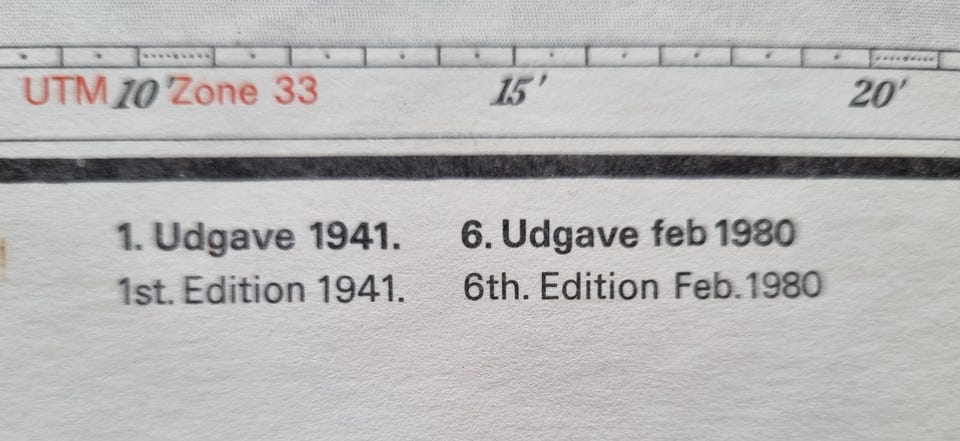 UTM 10' Zone 33 15' 20'
1. Udgave 1941. 6. Udgave feb 1980
1st. Edition 1941. 6th. Edition Feb. 1980